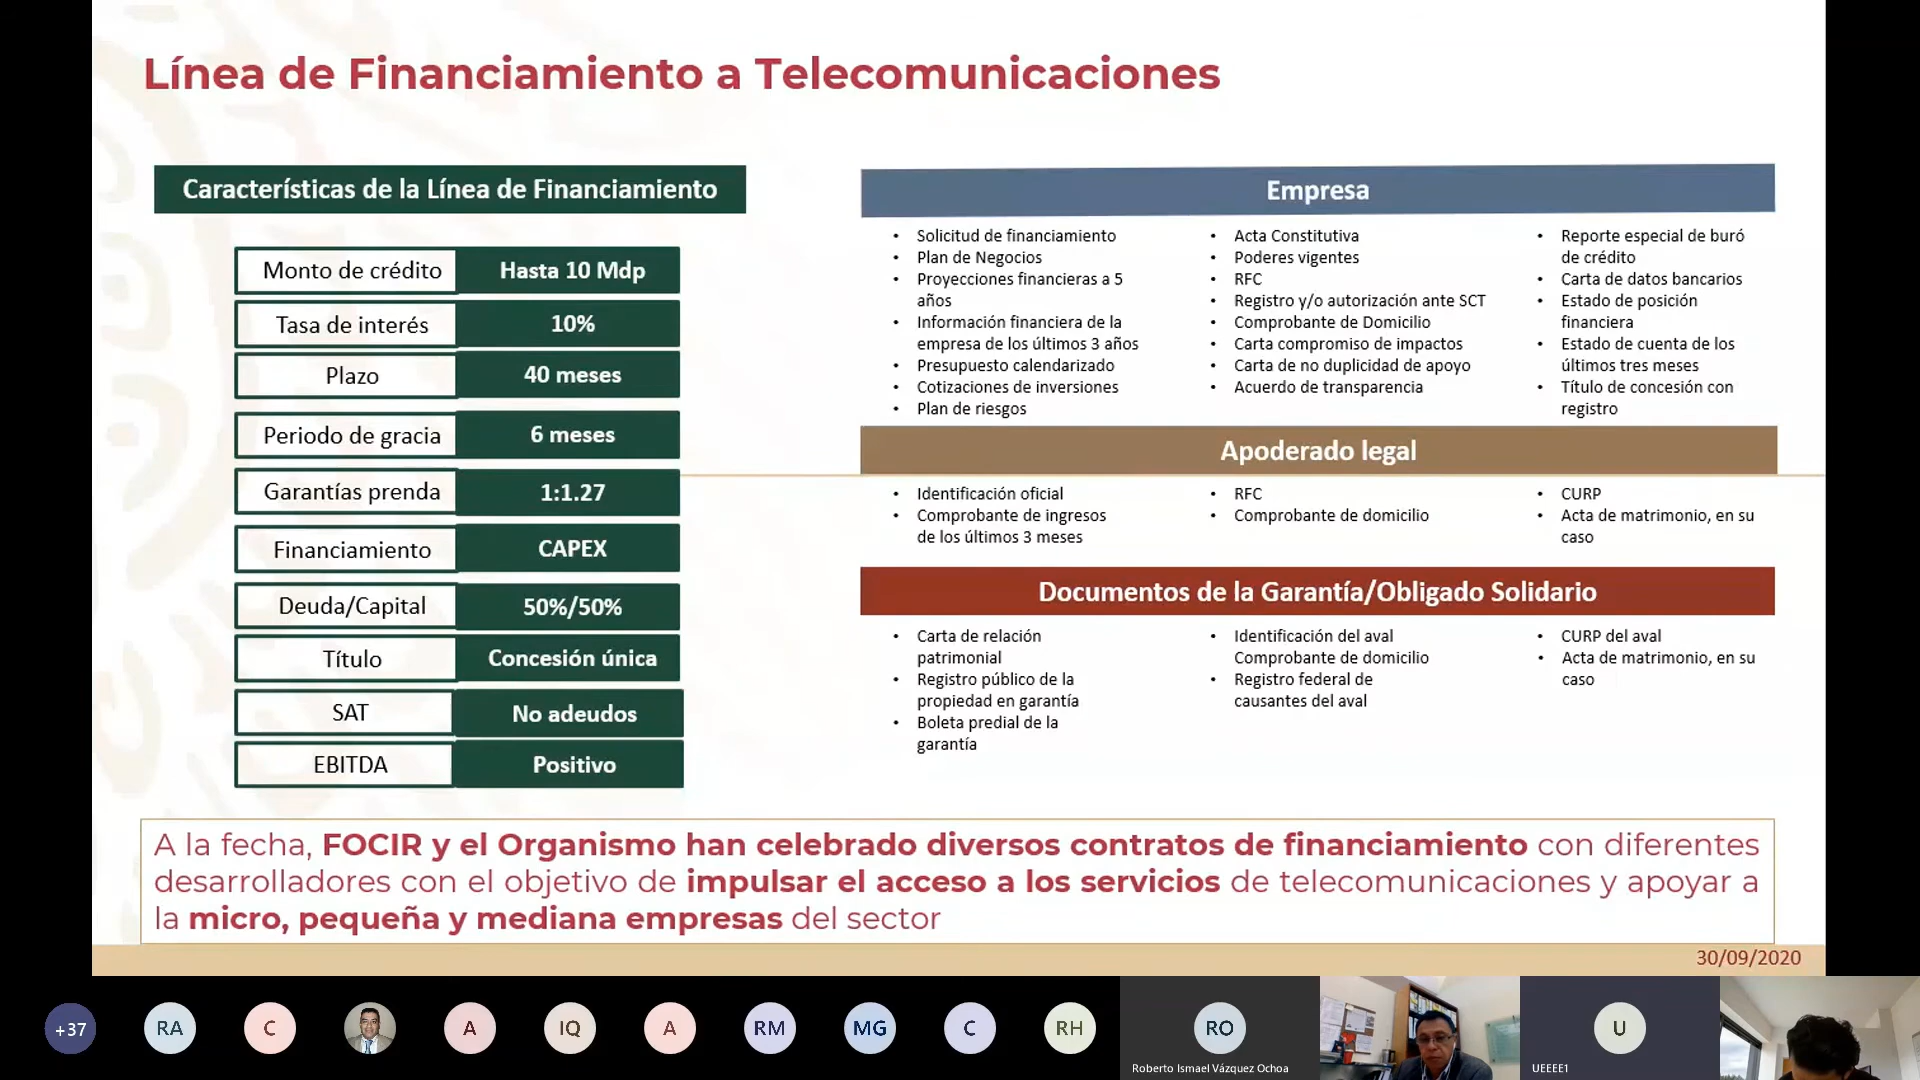 Línea de Financiamiento a Telecomunicaciones
Características de la Línea de Financiamiento
Monto de crédito Hasta 10 Mdp
Tasa de interés 10%
Plazo 40 meses
Periodo de gracia 6 meses
Garantías prenda 1:1.27
Financiamiento CAPEX
Deuda/Capital 50%/50%
Título Concesión única
SAT No adeudos
EBITDA Positivo
Empresa
• Solicitud de financiamiento
• Plan de Negocios
• Proyecciones financieras a 5
años
• Información financiera de la
empresa de los últimos 3 años
• Presupuesto calendarizado
• Cotizaciones de inversiones
• Plan de riesgos
• Acta Constitutiva
• Poderes vigentes
• RFC
• Registro y/o autorización ante SCT
• Comprobante de Domicilio
• Carta compromiso de impactos
• Carta de no duplicidad de apoyo
• Acuerdo de transparencia
• Reporte especial de buró
de crédito
• Carta de datos bancarios
• Estado de posición
financiera
• Estado de cuenta de los
últimos tres meses
• Título de concesión con
registro
Apoderado legal
• Identificación oficial
• Comprobante de ingresos
de los últimos 3 meses
• RFC
• Comprobante de domicilio
• CURP
• Acta de matrimonio, en su
caso
Documentos de la Garantía/Obligado Solidario
• Carta de relación
patrimonial
• Registro público de la
propiedad en garantía
• Boleta predial de la
garantía
• Identificación del aval
Comprobante de domicilio
• Registro federal de
causantes del aval
• CURP del aval
• Acta de matrimonio, en su
caso
A la fecha, FOCIR y el Organismo han celebrado diversos contratos de financiamiento con diferentes
desarrolladores con el objetivo de impulsar el acceso a los servicios de telecomunicaciones y apoyar a
la micro, pequeña y mediana empresas del sector
30/09/2020
+37 RA C A IQ A RM MG C RH RO U
Roberto Ismael Vázquez Ochoa
UEEEE1